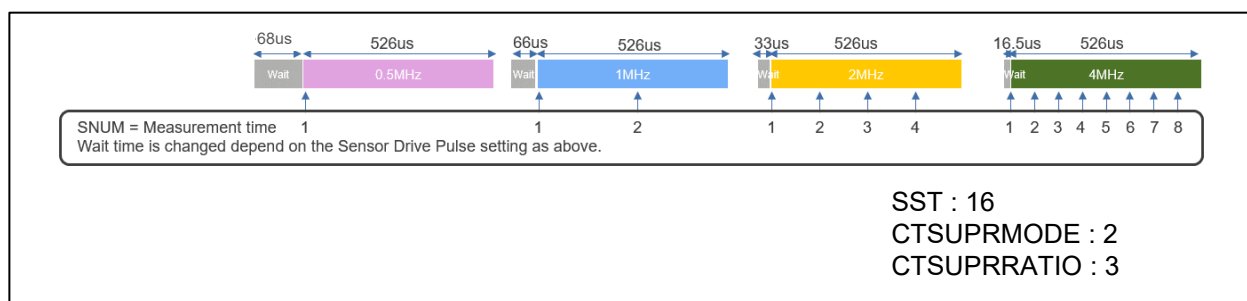 68us 526us 66us 526us 33us 526us 16.5us 526us
Wait 0.5MHz Wait 1MHz Wait 2MHz Wait 4MHz
SNUM = Measurement time 1 1 2 1 2 3 4 1 2 3 4 5 6 7 8
Wait time is changed depend on the Sensor Drive Pulse setting as above.
SST : 16
CTSUPRMODE : 2
CTSUPRRATIO : 3